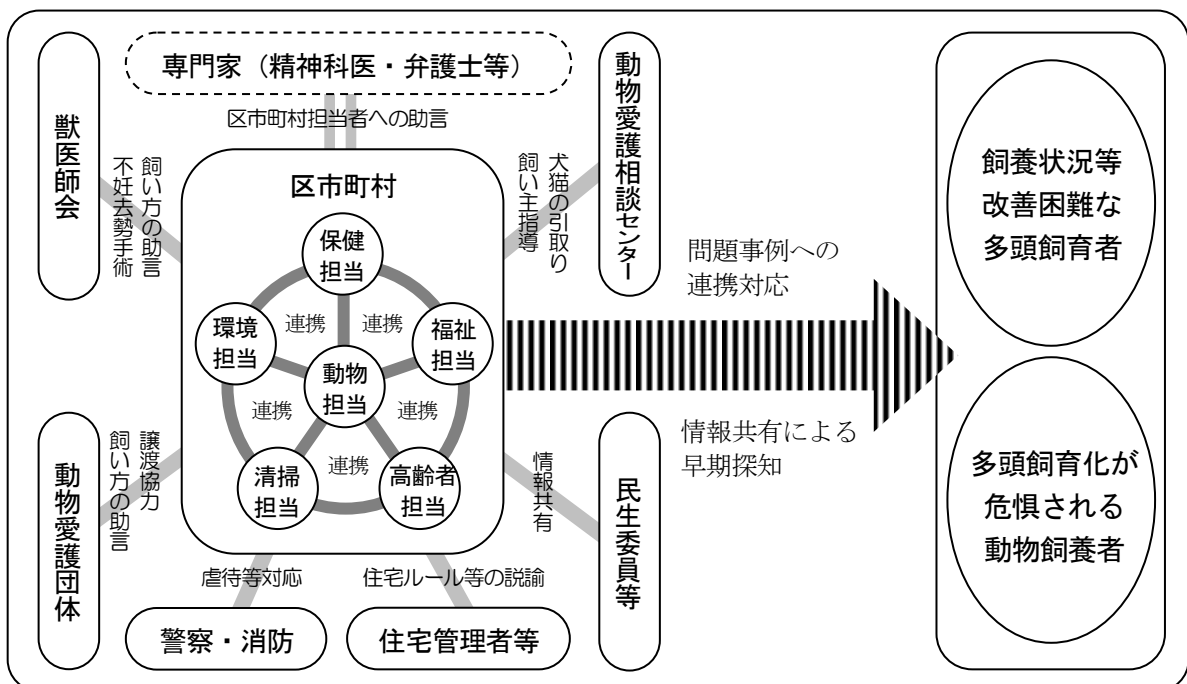 専門家（精神科医・弁護士等）
区市町村担当者への助言
獣医師会
飼い方の助言
不妊去勢手術
動物愛護相談センター
犬猫の引取り
飼い主指導
区市町村
保健
担当
環境
担当
連携
連携
福祉
担当
動物
担当
連携
連携
清掃
担当
連携
高齢者
担当
動物愛護団体
譲渡協力
飼い方の助言
情報共有
民生委員等
虐待等対応
住宅ルール等の説諭
警察・消防
住宅管理者等
問題事例への
連携対応
情報共有による
早期探知
飼養状況等
改善困難な
多頭飼育者
多頭飼育化が
危惧される
動物飼養者